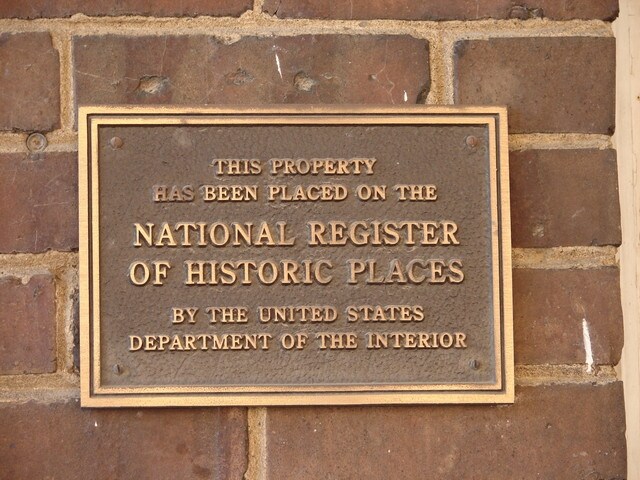 THIS PROPERTY
HAS BEEN PLACED ON THE
NATIONAL REGISTER
OF HISTORIC PLACES
BY THE UNITED STATES
DEPARTMENT OF THE INTERIOR